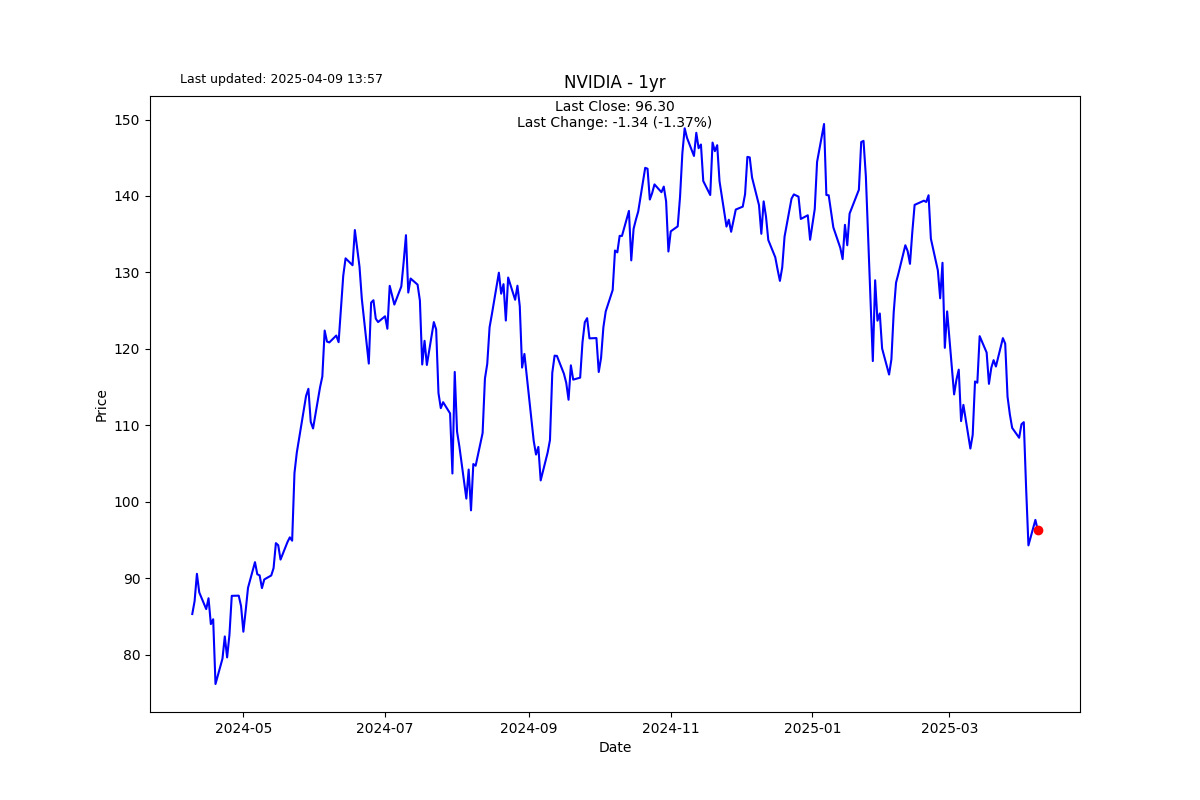 Last updated: 2025-04-09 13:57
NVIDIA - 1yr
Last Close: 96.30
Last Change: -1.34 (-1.37%)
150
140
130
120
110
100
90
80
Price
2024-05
2024-07
2024-09
2024-11
2025-01
2025-03
Date